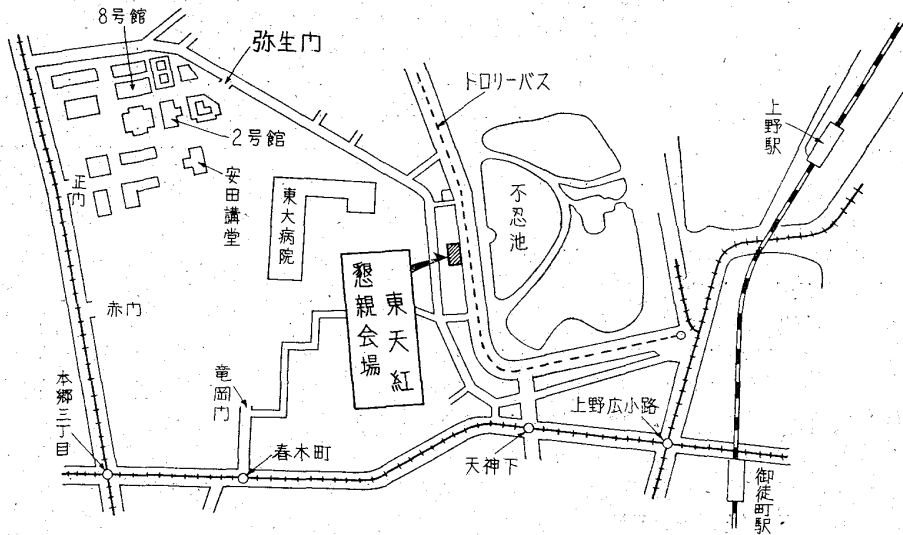 8号館
弥生門
トロリーバス
上野駅
2号館
安田講堂
正門
東大病院
不忍池
東天紅
懇親会場
赤門
竜岡門
本郷三丁目
春木町
天神下
上野広小路
御徒町駅